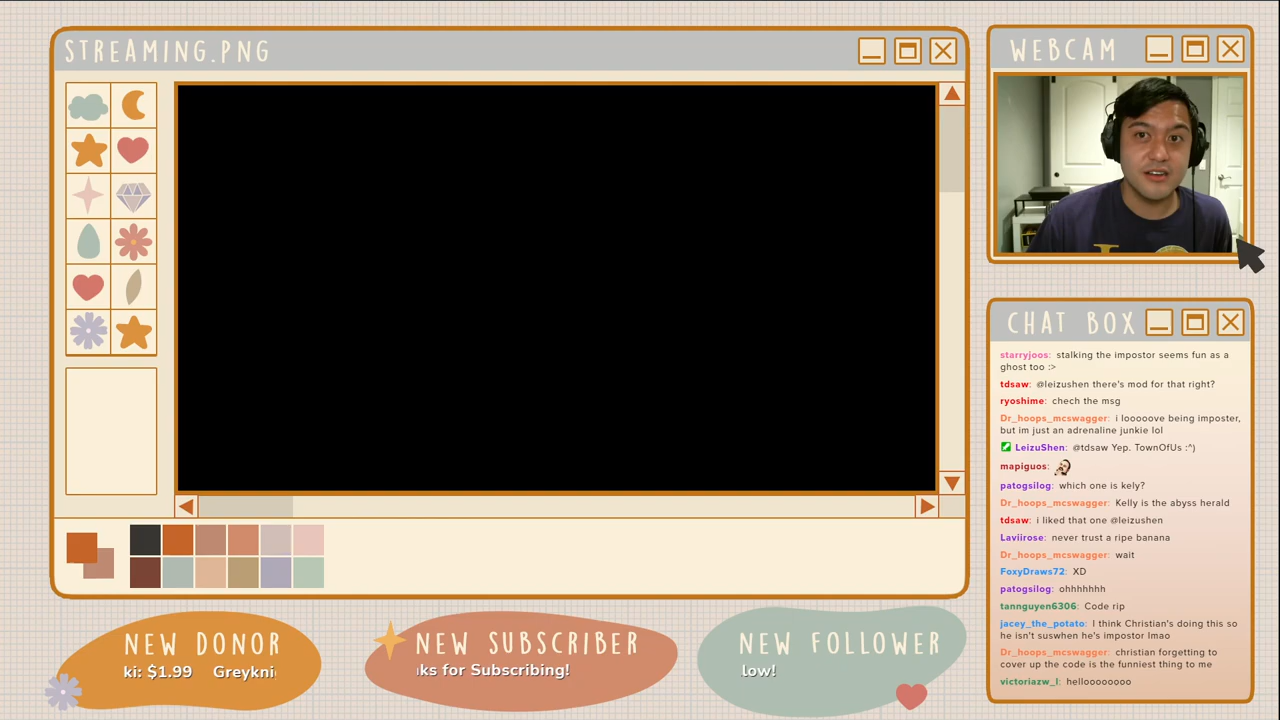 STREAMING.PNG
WEBCAM
CHAT BOX
starryjoos: stalking the impostor seems fun as a
ghost too :>
tdsaw: @leizushen there's mod for that right?
ryoshime: chech the msg
Dr_hoops_mcswagger: i looooove being imposter,
but im just an adrenaline junkie lol
LeizuShen: @tdsaw Yep. TownOfUs :^)
mapiguos:
patogsilog: which one is kely?
Dr_hoops_mcswagger: Kelly is the abyss herald
tdsaw: i liked that one @leizushen
Laviirose: never trust a ripe banana
Dr_hoops_mcswagger: wait
FoxyDraws72: XD
patogsilog: ohhhhhhh
tannguyen6306: Code rip
jacey_the_potato: I think Christian's doing this so
he isn't suswhen he's impostor lmao
Dr_hoops_mcswagger: christian forgetting to
cover up the code is the funniest thing to me
victoriazw_l: helloooooooo
NEW DONOR
ki: $1.99 Greykni
NEW SUBSCRIBER
ks for Subscribing!
NEW FOLLOWER
low!